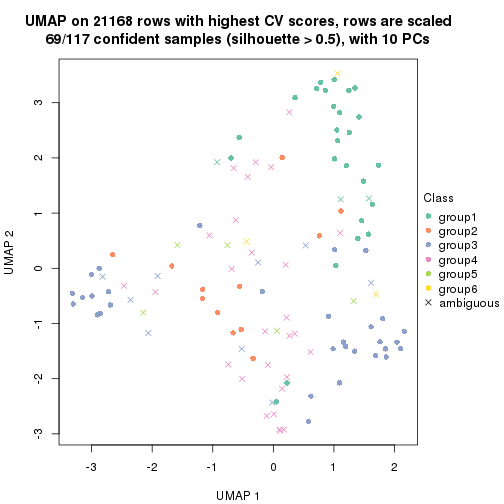 UMAP on 21168 rows with highest CV scores, rows are scaled
69/117 confident samples (silhouette > 0.5), with 10 PCs
UMAP 2
3
2
1
0
-1
-2
-3
-3
-2
-1
0
1
2
UMAP 1
Class
group1
group2
group3
group4
group5
group6
ambiguous